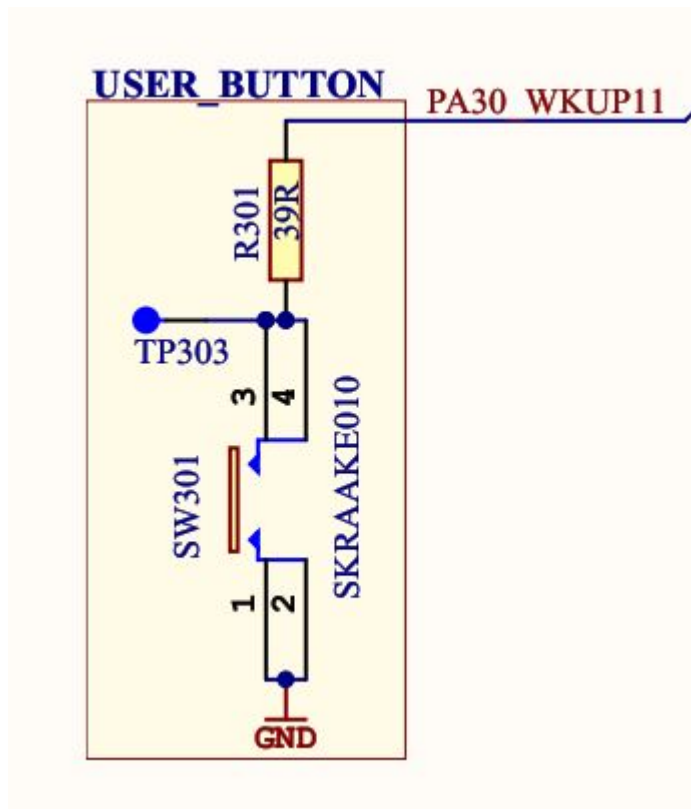 USER_BUTTON
PA30_WKUP11
R301
39R
TP303
3
4
SW301
SKRAAKE010
1
2
GND